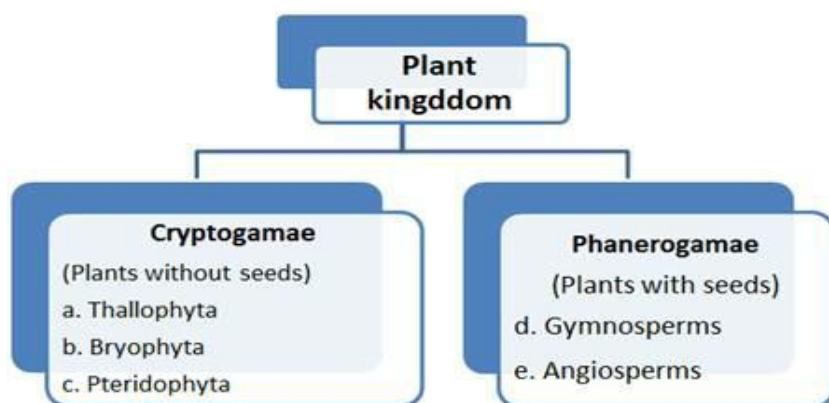 Plant
kingddom
Cryptogamae
(Plants without seeds)
a. Thallophyta
b. Bryophyta
c. Pteridophyta
Phanerogamae
(Plants with seeds)
d. Gymnosperms
e. Angiosperms